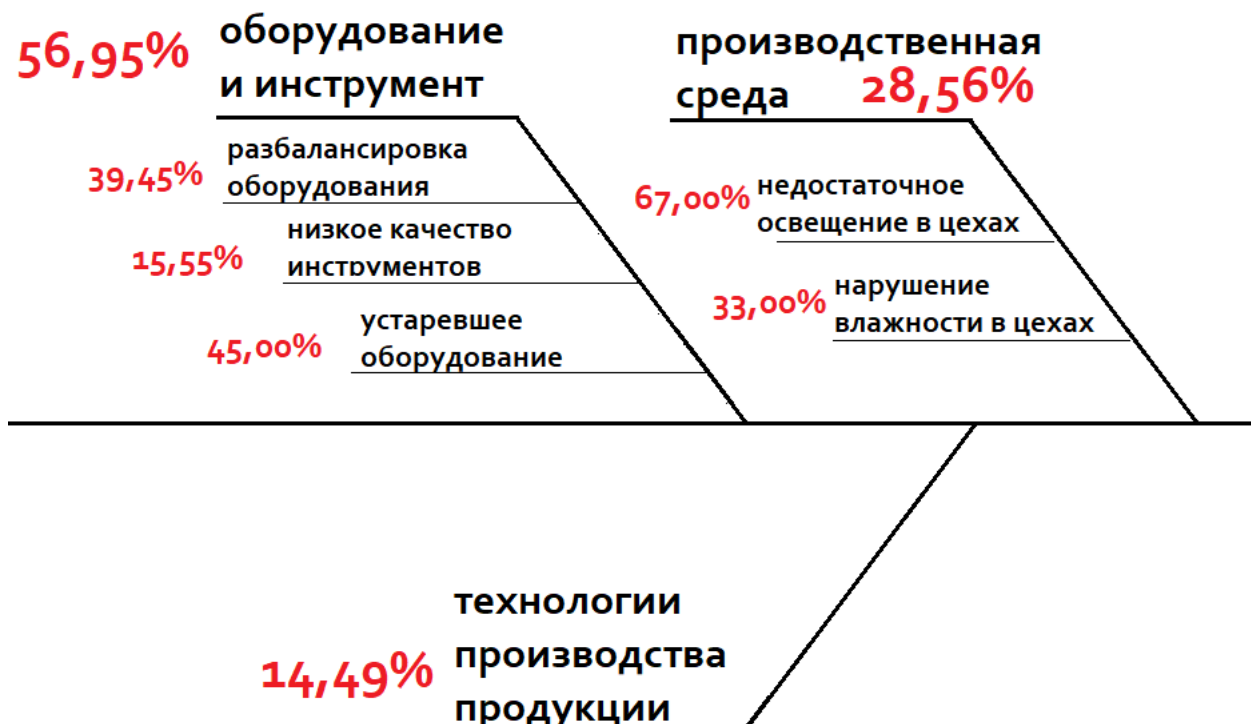 56,95%
оборудование
и инструмент
39,45%
разбалансировка
оборудования
15,55%
низкое качество
инструментов
45,00%
устаревшее
оборудование
производственная
среда 28,56%
67,00%
недостаточное
освещение в цехах
33,00%
нарушение
влажности в цехах
14,49%
технологии
производства
продукции